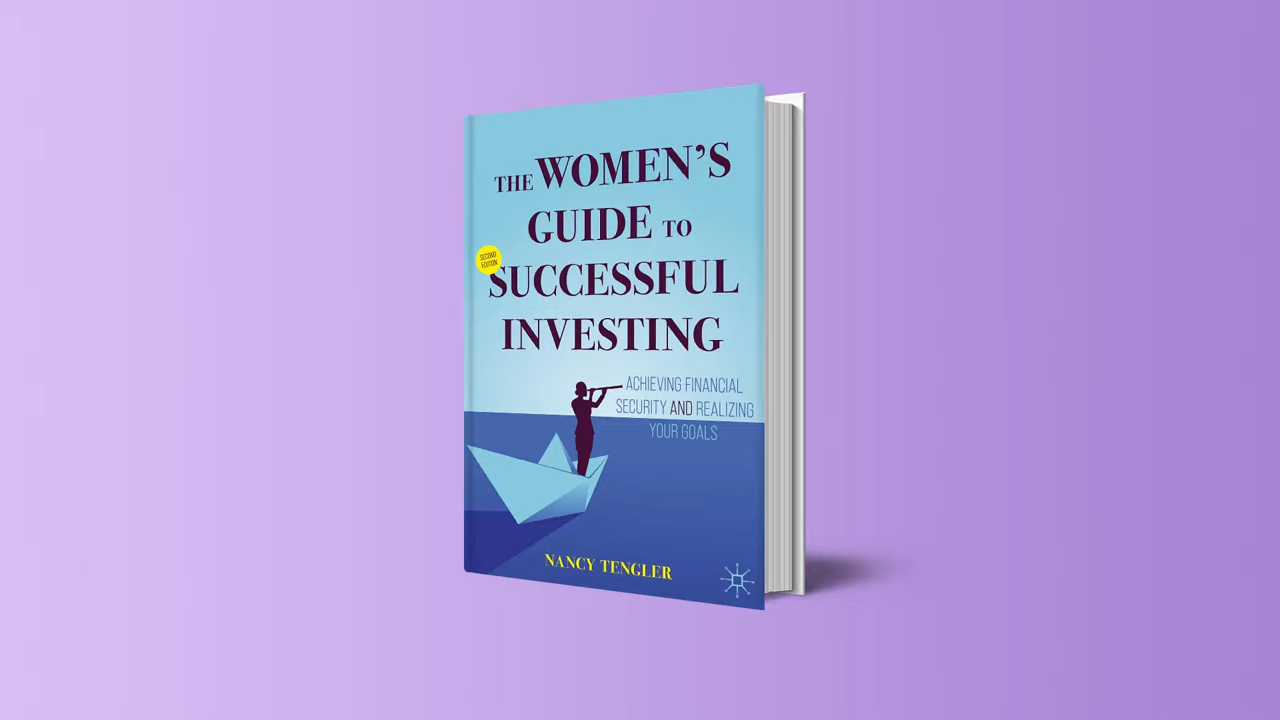 THE WOMEN'S
GUIDE TO
SECOND
EDITION
SUCCESSFUL
INVESTING
ACHIEVING FINANCIAL
SECURITY AND REALIZING
YOUR GOALS
NANCY TENGLER